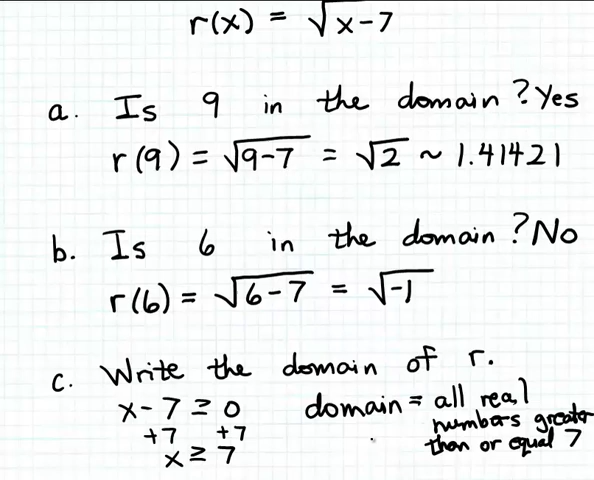 r(x) = √x-7
a. Is 9 in the domain? Yes
r(9) = √9-7 = √2 ~ 1.41421
b. Is 6 in the domain? No
r(6) = √6-7 = √-1
c. Write the domain of r.
x - 7 ≥ 0
+7 +7
x ≥ 7
domain = all real
numbers greater
than or equal 7